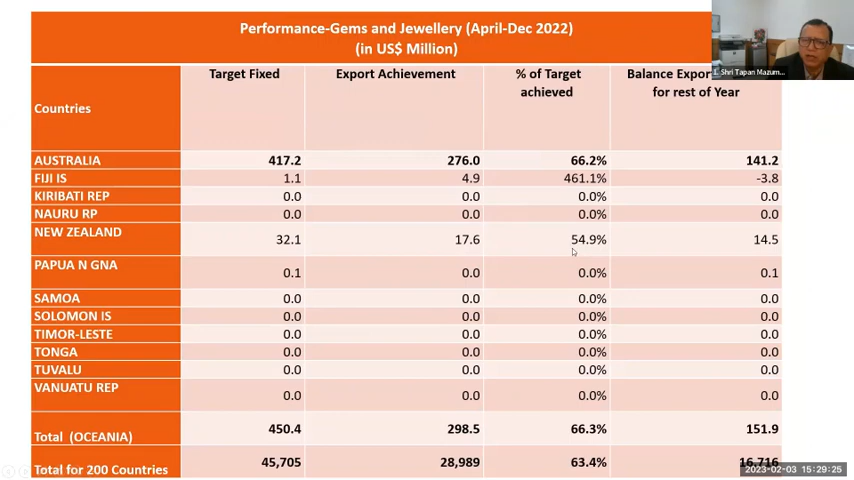 Performance-Gems and Jewellery (April-Dec 2022)
(in US$ Million)
1. Shri Tapan Mazum...
Countries Target Fixed Export Achievement % of Target achieved Balance for rest of Year
AUSTRALIA 417.2 276.0 66.2% 141.2
FIJI IS 1.1 4.9 461.1% -3.8
KIRIBATI REP 0.0 0.0 0.0% 0.0
NAURU RP 0.0 0.0 0.0% 0.0
NEW ZEALAND 32.1 17.6 54.9% 14.5
PAPUA N GNA 0.1 0.0 0.0% 0.1
SAMOA 0.0 0.0 0.0% 0.0
SOLOMON IS 0.0 0.0 0.0% 0.0
TIMOR-LESTE 0.0 0.0 0.0% 0.0
TONGA 0.0 0.0 0.0% 0.0
TUVALU 0.0 0.0 0.0% 0.0
VANUATU REP 0.0 0.0 0.0% 0.0
Total (OCEANIA) 450.4 298.5 66.3% 151.9
Total for 200 Countries 45,705 28,989 63.4% 16,716
2023-02-03 15:29:25